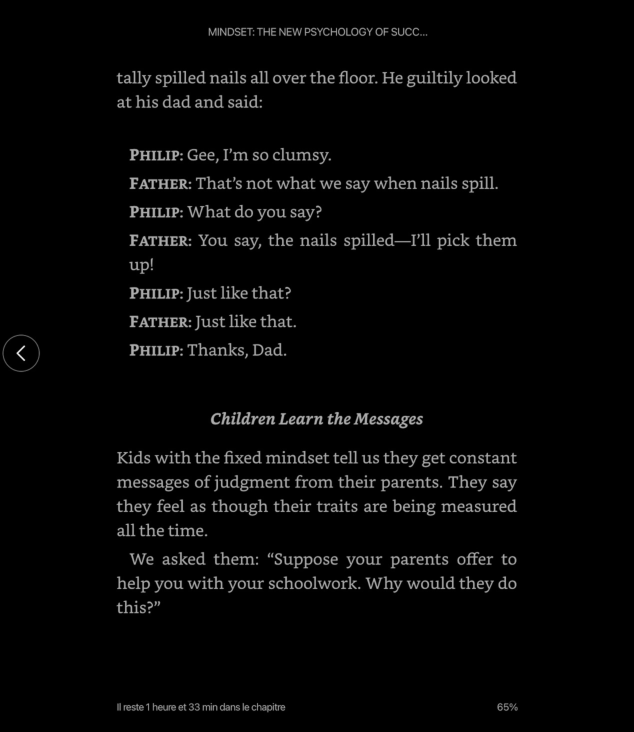 MINDSET: THE NEW PSYCHOLOGY OF SUCC...
tally spilled nails all over the floor. He guiltily looked
at his dad and said:
PHILIP: Gee, I’m so clumsy.
FATHER: That’s not what we say when nails spill.
PHILIP: What do you say?
FATHER: You say, the nails spilled—I’ll pick them
up!
PHILIP: Just like that?
FATHER: Just like that.
PHILIP: Thanks, Dad.
Children Learn the Messages
Kids with the fixed mindset tell us they get constant
messages of judgment from their parents. They say
they feel as though their traits are being measured
all the time.
We asked them: “Suppose your parents offer to
help you with your schoolwork. Why would they do
this?”
Il reste 1 heure et 33 min dans le chapitre
65%